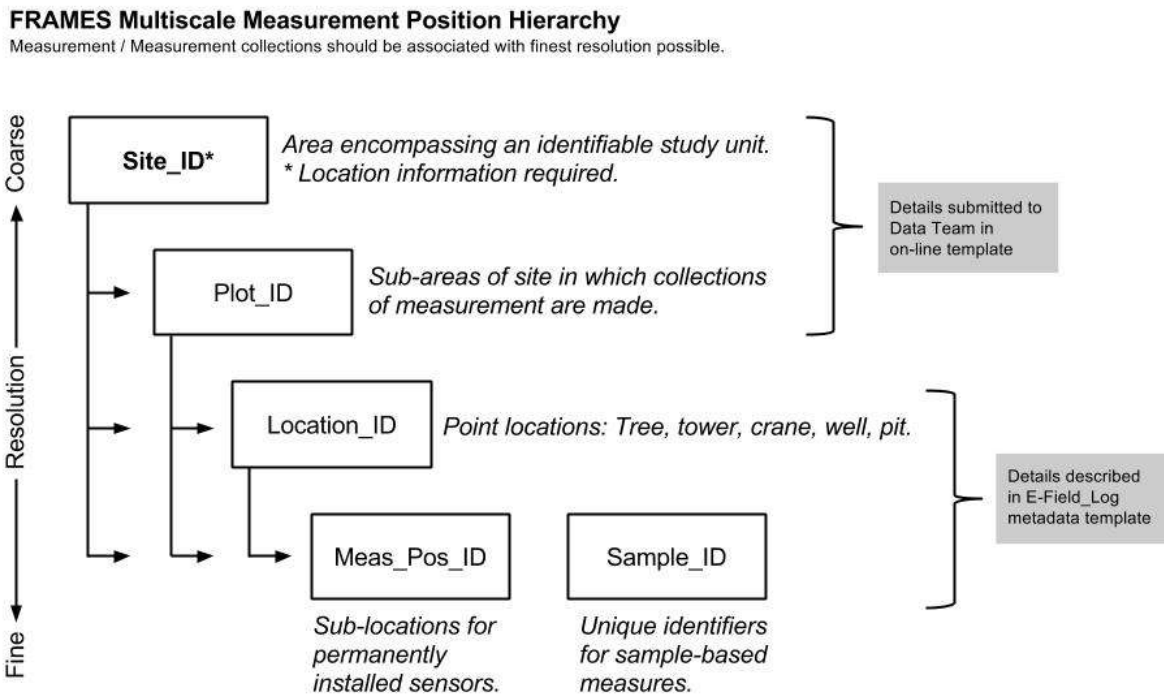 FRAMES Multiscale Measurement Position Hierarchy
Measurement / Measurement collections should be associated with finest resolution possible.
Coarse
Resolution
Fine
Site_ID*
Area encompassing an identifiable study unit.
* Location information required.
Details submitted to
Data Team in
on-line template
Plot_ID
Sub-areas of site in which collections
of measurement are made.
Location_ID
Point locations: Tree, tower, crane, well, pit.
Details described
in E-Field_Log
metadata template
Meas_Pos_ID
Sub-locations for
permanently
installed sensors.
Sample_ID
Unique identifiers
for sample-based
measures.